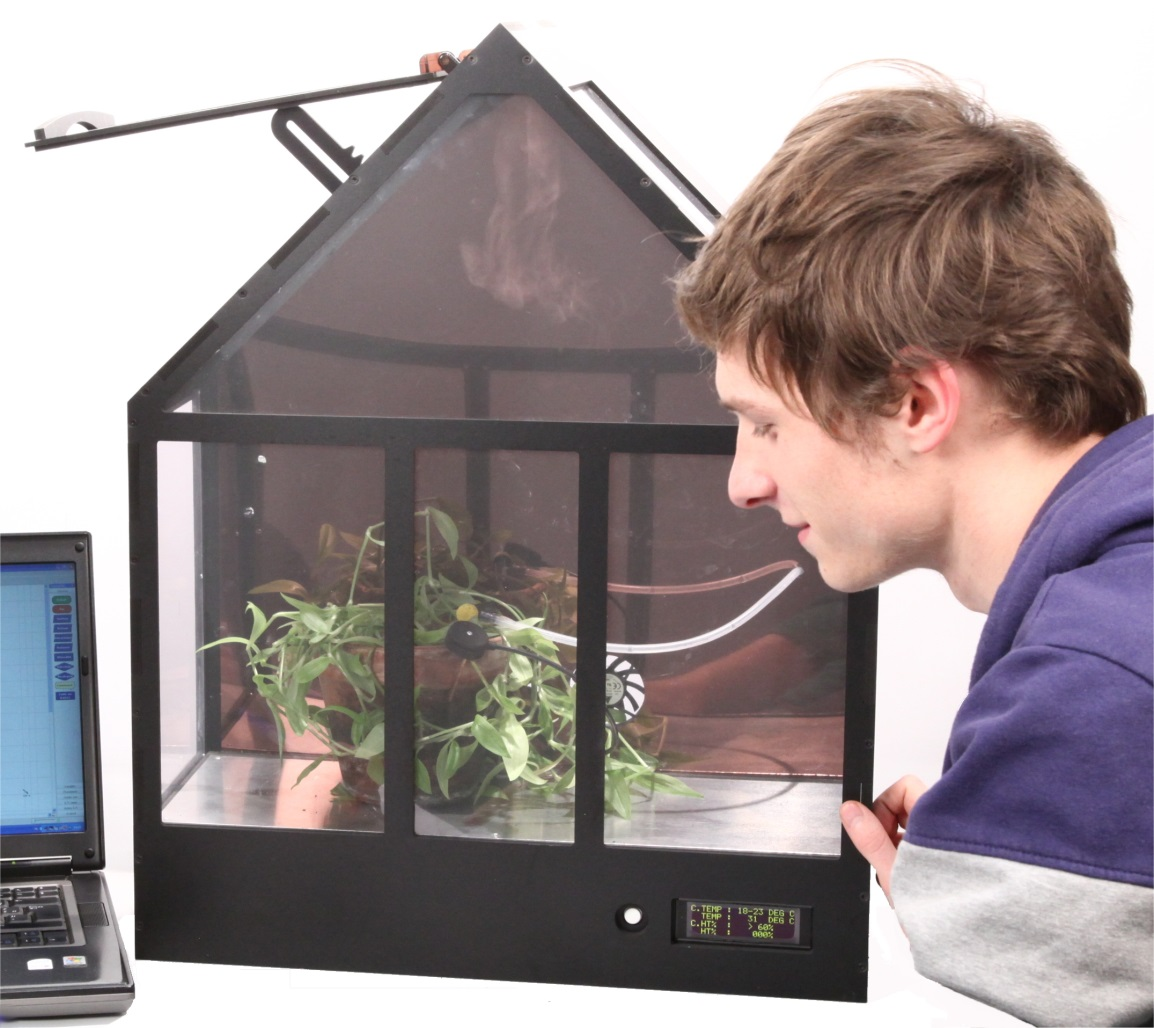 C.TEMP : 18-23 DEG C
TEMP : 31 DEG C
C.HT% : > 60%
HT% : 000%